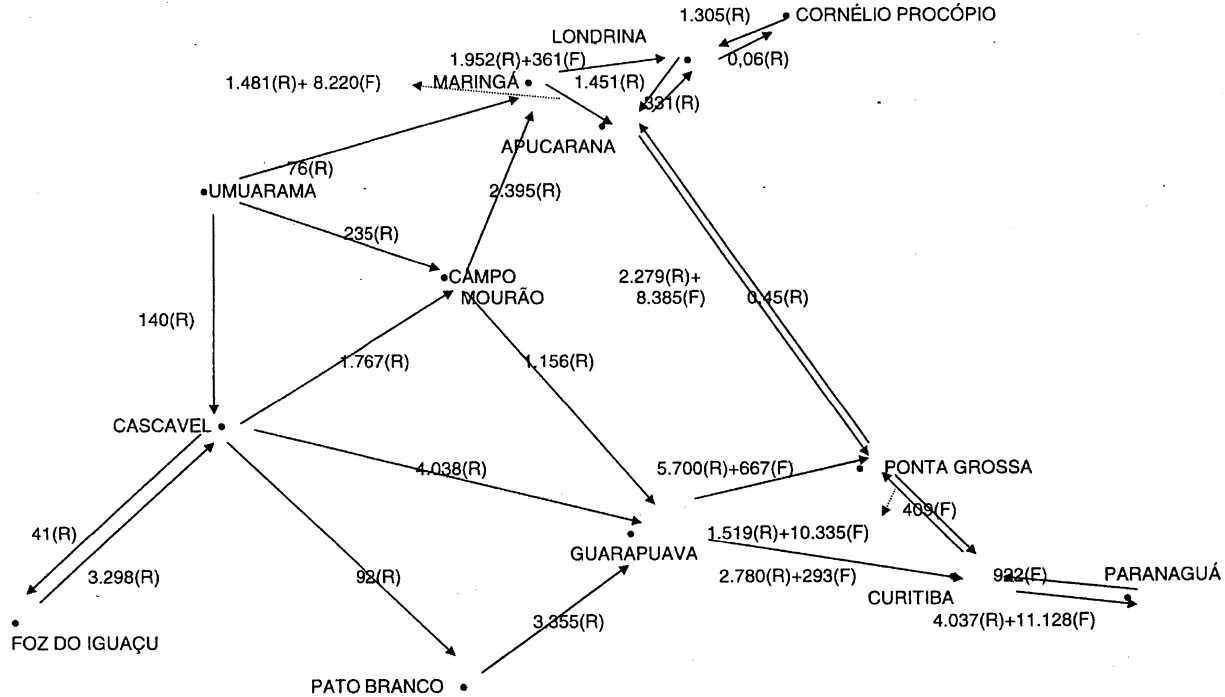 1.305(R)
CORNÉLIO PROCÓPIO
LONDRINA
1.952(R)+361(F)
0,06(R)
1.481(R)+ 8.220(F)
MARINGÁ
1.451(R)
331(R)
APUCARANA
76(R)
UMUARAMA
2.395(R)
235(R)
CAMPO
MOURÃO
2.279(R)+
8.385(F)
0,45(R)
140(R)
1.767(R)
1.156(R)
CASCAVEL
4.038(R)
5.700(R)+667(F)
PONTA GROSSA
409(F)
41(R)
1.519(R)+10.335(F)
GUARAPUAVA
3.298(R)
92(R)
2.780(R)+293(F)
922(F)
PARANAGUÁ
CURITIBA
4.037(R)+11.128(F)
3.355(R)
FOZ DO IGUAÇU
PATO BRANCO